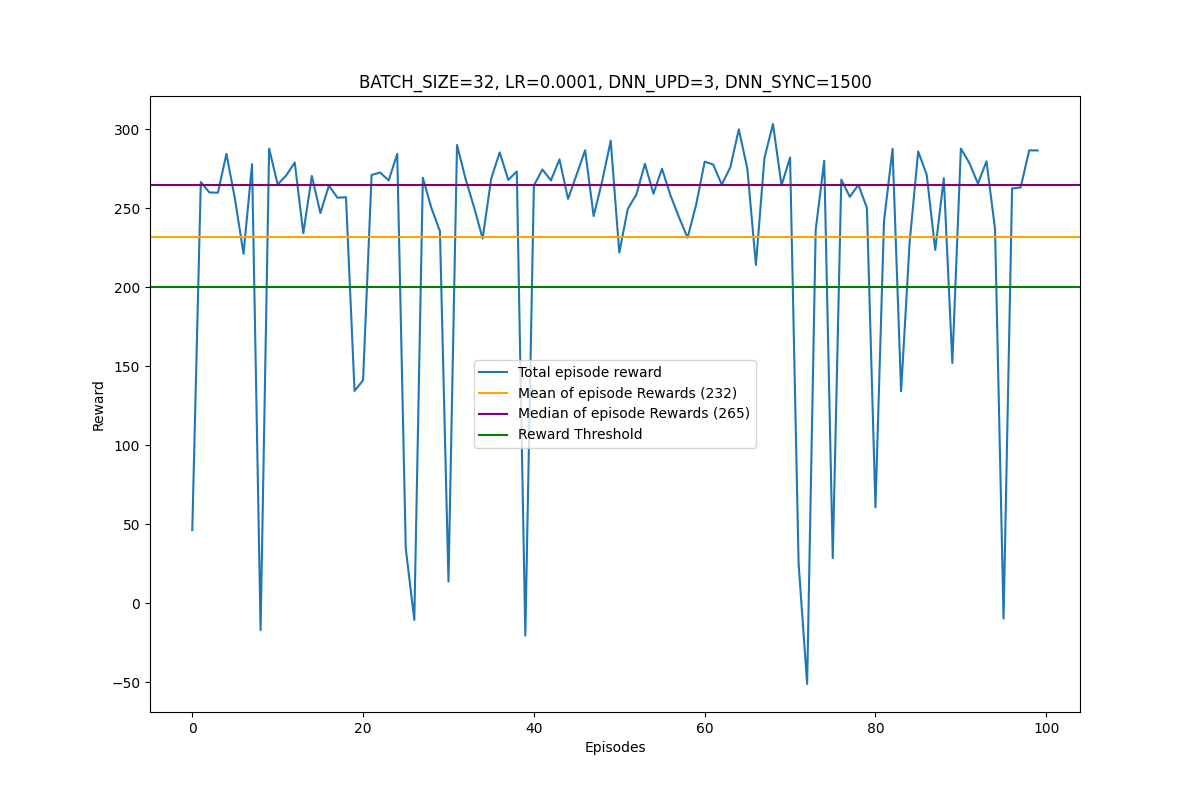 BATCH_SIZE=32, LR=0.0001, DNN_UPD=3, DNN_SYNC=1500
300
250
200
150
100
50
0
−50
Reward
Total episode reward
Mean of episode Rewards (232)
Median of episode Rewards (265)
Reward Threshold
0 20 40 60 80 100
Episodes